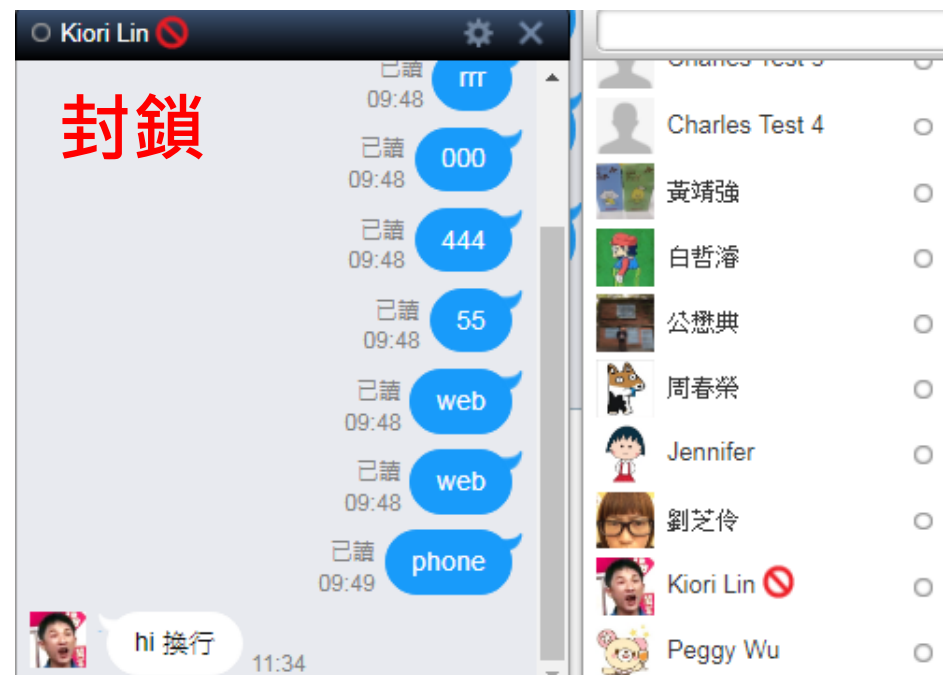 Kiori Lin
封鎖
已讀
09:48
rrr
已讀
09:48
000
已讀
09:48
444
已讀
09:48
55
已讀
09:48
web
已讀
09:48
web
已讀
09:49
phone
hi 換行
11:34
Charles Test 4
黃靖強
白哲濬
公懋典
周春榮
Jennifer
劉芝伶
Kiori Lin
Peggy Wu